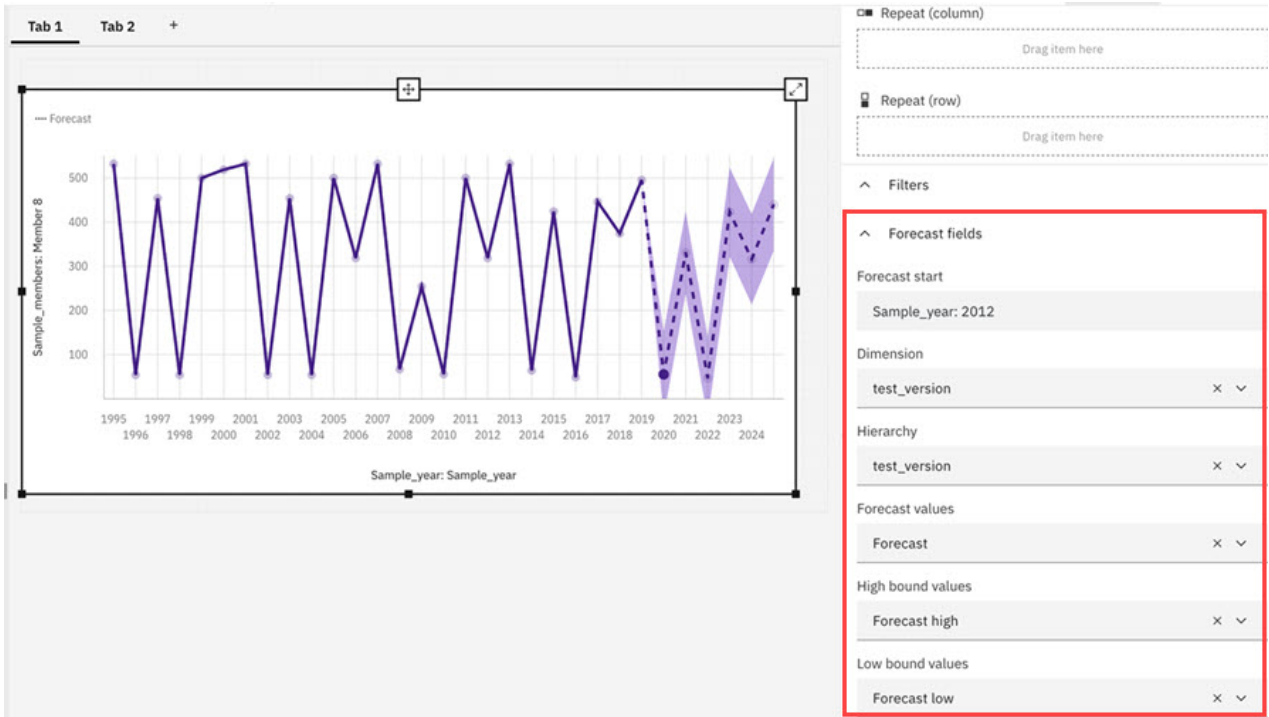 Tab 1 Tab 2 +
Forecast
500
400
300
200
100
Sample_members: Member 8
1995 1997 1999 2001 2003 2005 2007 2009 2011 2013 2015 2017 2019 2021 2023
1996 1998 2000 2002 2004 2006 2008 2010 2012 2014 2016 2018 2020 2022 2024
Sample_year: Sample_year
Repeat (column)
Drag item here
Repeat (row)
Drag item here
Filters
Forecast fields
Forecast start
Sample_year: 2012
Dimension
test_version
Hierarchy
test_version
Forecast values
Forecast
High bound values
Forecast high
Low bound values
Forecast low